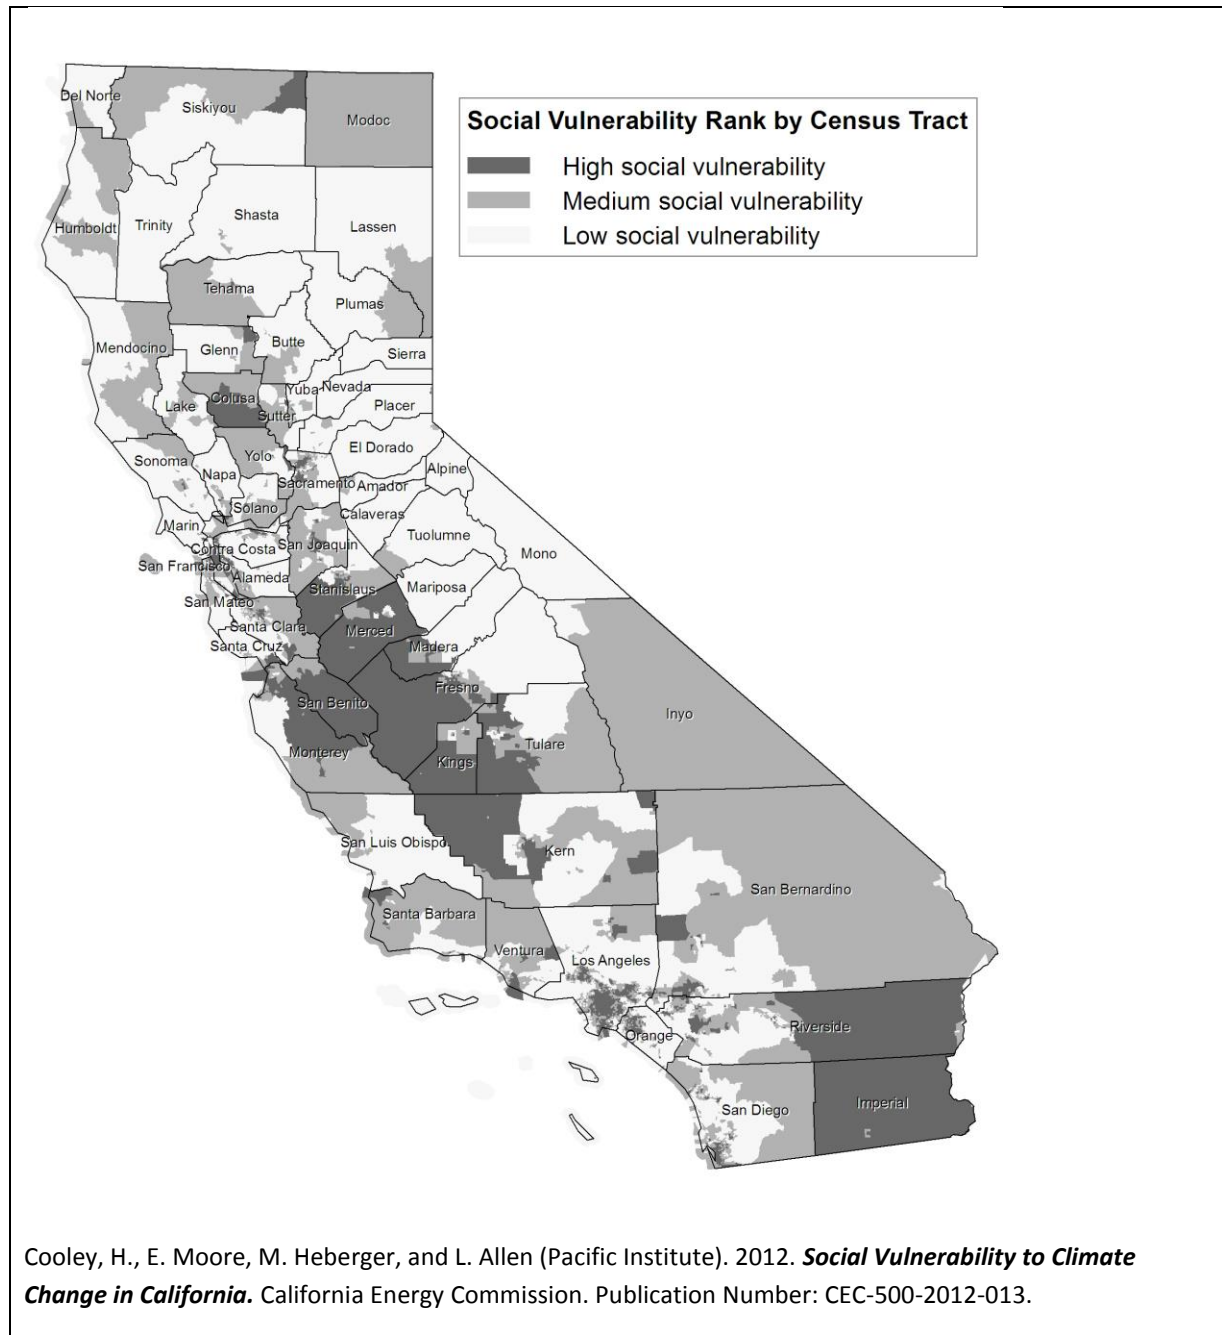 Social Vulnerability Rank by Census Tract
High social vulnerability
Medium social vulnerability
Low social vulnerability
Del Norte
Siskiyou
Modoc
Humboldt
Trinity
Shasta
Lassen
Tehama
Plumas
Mendocino
Glenn
Butte
Sierra
Lake
Colusa
Sutter
Yuba
Nevada
Placer
Sonoma
Napa
Yolo
Sacramento
El Dorado
Amador
Alpine
Solano
Calaveras
Marin
Contra Costa
San Joaquin
Tuolumne
Mono
San Francisco
Alameda
Stanislaus
Mariposa
San Mateo
Santa Clara
Merced
Santa Cruz
Madera
San Benito
Fresno
Inyo
Monterey
Kings
Tulare
San Luis Obispo
Kern
San Bernardino
Santa Barbara
Ventura
Los Angeles
Orange
Riverside
San Diego
Imperial
Cooley, H., E. Moore, M. Heberger, and L. Allen (Pacific Institute). 2012. Social Vulnerability to Climate
Change in California. California Energy Commission. Publication Number: CEC-500-2012-013.